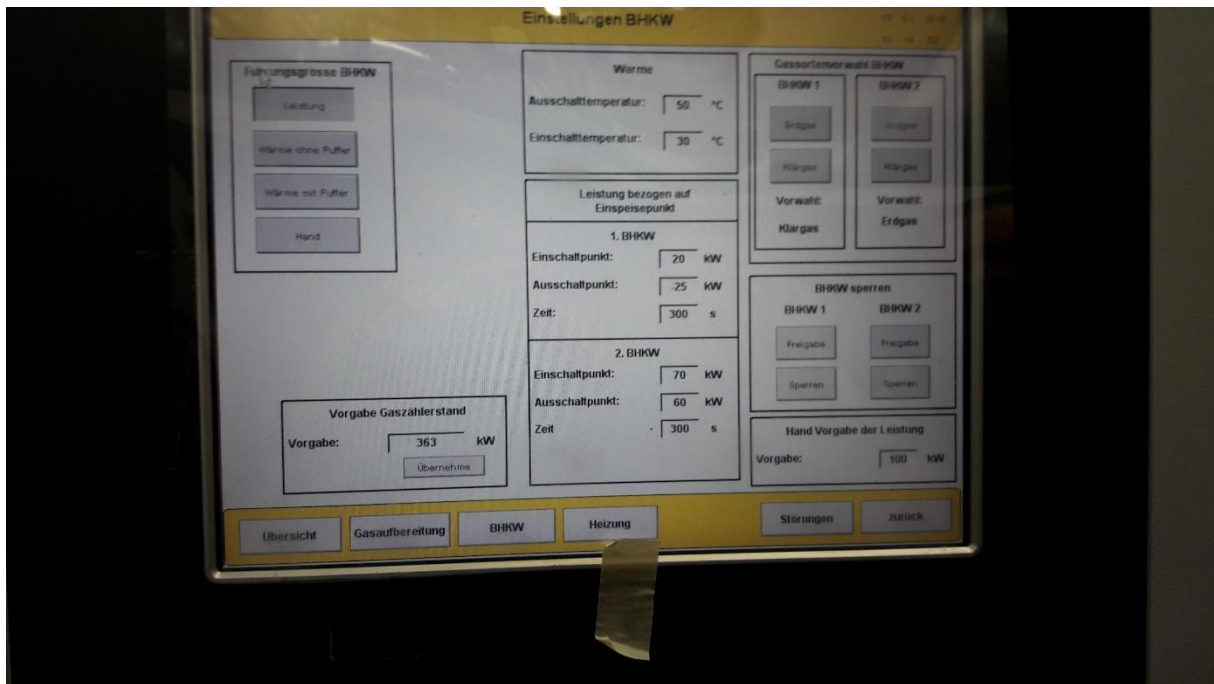 Einstellungen BHKW
Führungsgrösse BHKW
Leistung
Wärme ohne Puffer
Wärme mit Puffer
Hand
Vorgabe Gaszählerstand
Vorgabe: 363 kW
Übernehme
Wärme
Ausschalttemperatur: 50 °C
Einschalttemperatur: 30 °C
Leistung bezogen auf
Einspeisepunkt
1. BHKW
Einschaltpunkt: 20 kW
Ausschaltpunkt: -25 kW
Zeit: 300 s
2. BHKW
Einschaltpunkt: 70 kW
Ausschaltpunkt: 60 kW
Zeit 300 s
Gassortenvorwahl BHKW
BHKW 1 BHKW 2
Erdgas Erdgas
Klärgas Klärgas
Vorwahl: Vorwahl:
Klärgas Erdgas
BHKW sperren
BHKW 1 BHKW 2
Freigabe Freigabe
Sperren Sperren
Hand Vorgabe der Leistung
Vorgabe: 100 kW
Übersicht Gasaufbereitung BHKW Heizung Störungen zurück